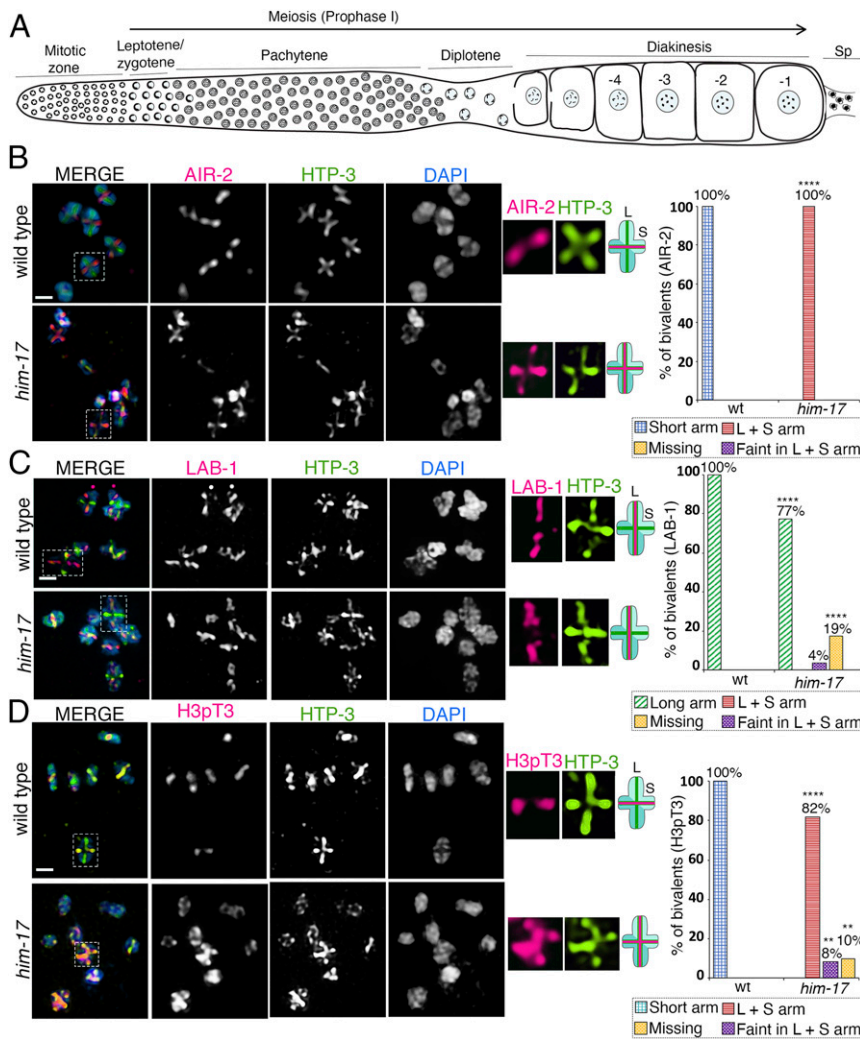 A
Meiosis (Prophase I)
Mitotic zone
Leptotene/zygotene
Pachytene
Diplotene
Diakinesis
Sp
-4 -3 -2 -1
B
MERGE AIR-2 HTP-3 DAPI
wild type
him-17
AIR-2 HTP-3
L
S
% of bivalents (AIR-2)
100
80
60
40
20
0
100%
****
100%
wt him-17
Short arm L + S arm
Missing Faint in L + S arm
C
MERGE LAB-1 HTP-3 DAPI
wild type
him-17
LAB-1 HTP-3
L
S
% of bivalents (LAB-1)
100
80
60
40
20
0
100%
****
77%
4%
****
19%
wt him-17
Long arm L + S arm
Missing Faint in L + S arm
D
MERGE H3pT3 HTP-3 DAPI
wild type
him-17
H3pT3 HTP-3
L
S
% of bivalents (H3pT3)
100
80
60
40
20
0
100%
****
82%
**
8%
**
10%
wt him-17
Short arm L + S arm
Missing Faint in L + S arm